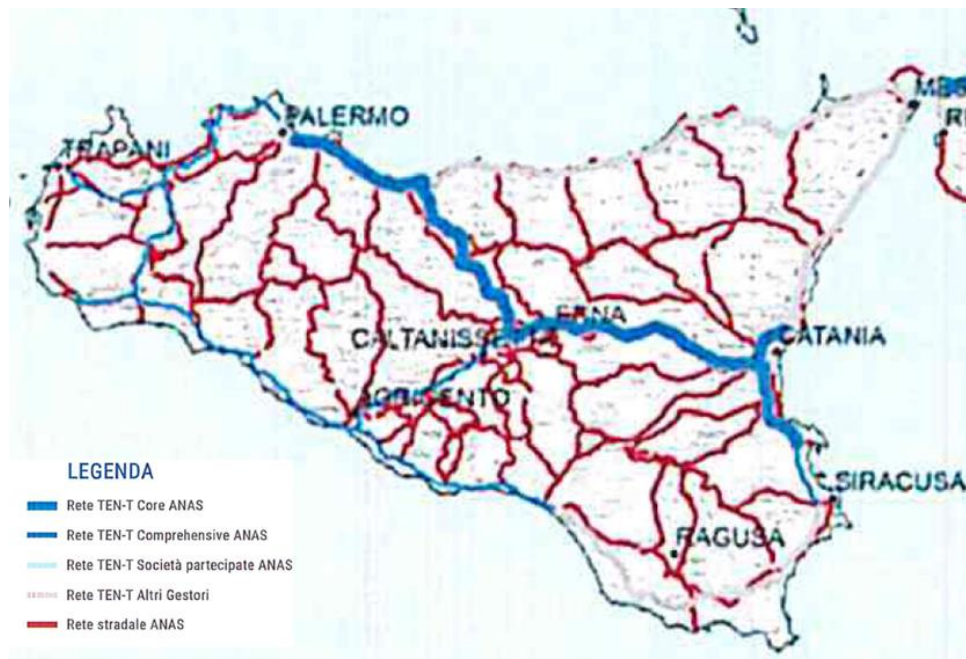 PALERMO
TRAPANI
ENNA
CATANIA
AGRIGENTO
SIRACUSA
RAGUSA
LEGENDA
Rete TEN-T Core ANAS
Rete TEN-T Comprehensive ANAS
Rete TEN-T Società partecipate ANAS
Rete TEN-T Altri Gestori
Rete stradale ANAS